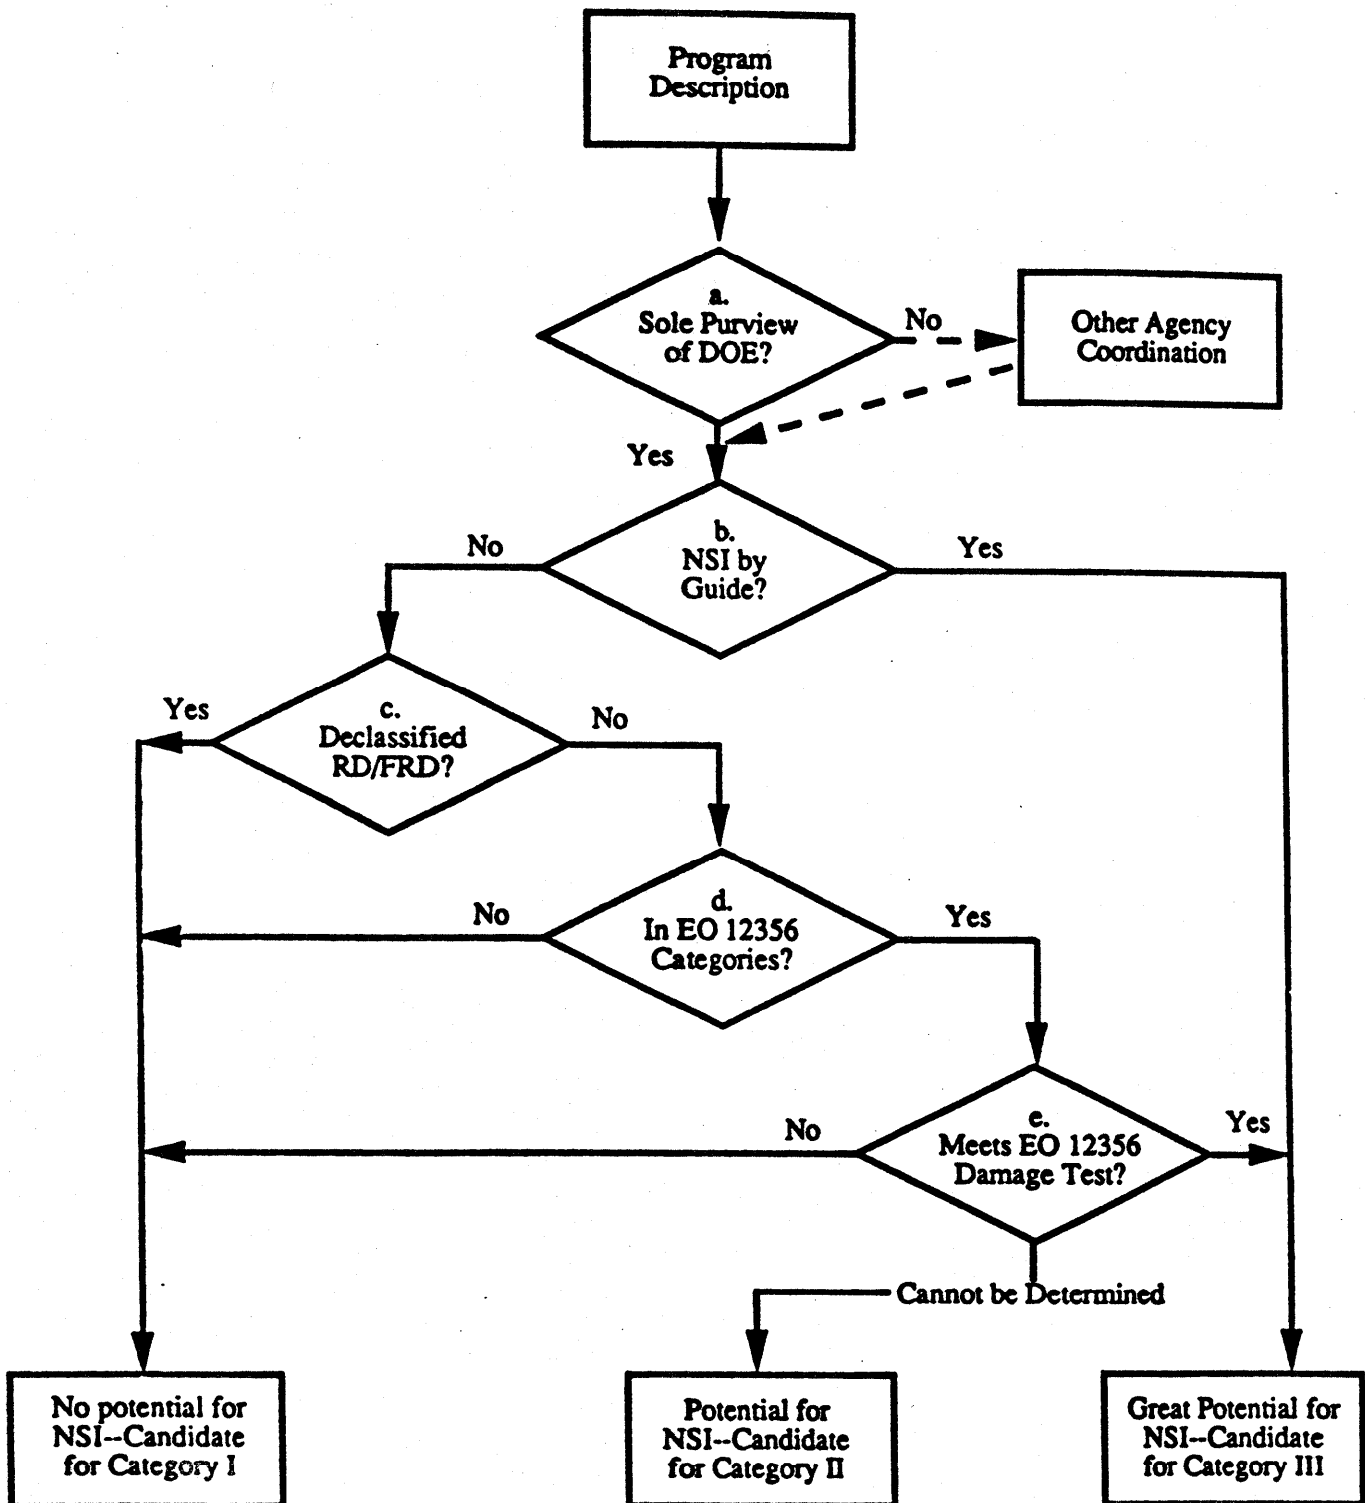 Program
Description
a.
Sole Purview
of DOE?
No
Other Agency
Coordination
Yes
b.
NSI by
Guide?
No
Yes
c.
Declassified
RD/FRD?
Yes
No
d.
In EO 12356
Categories?
No
Yes
e.
Meets EO 12356
Damage Test?
No
Yes
Cannot be Determined
No potential for
NSI--Candidate
for Category I
Potential for
NSI--Candidate
for Category II
Great Potential for
NSI--Candidate
for Category III